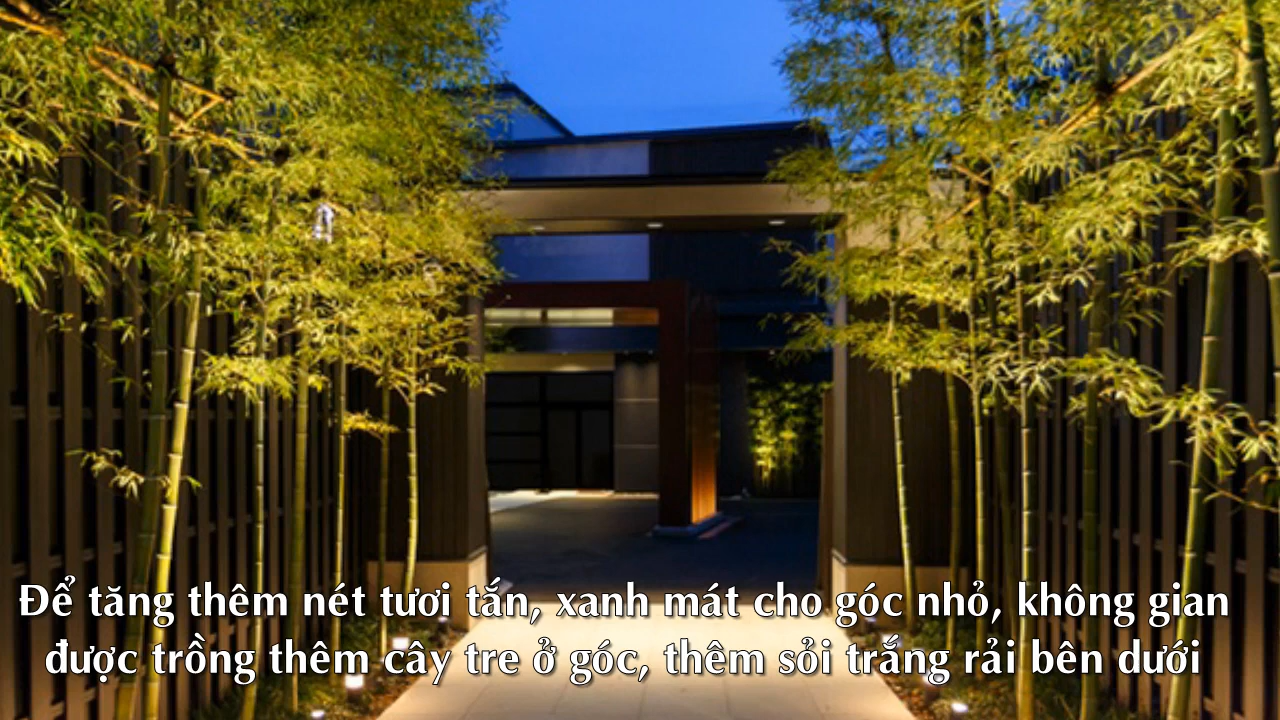 Để tăng thêm nét tươi tắn, xanh mát cho góc nhỏ, không gian
được trồng thêm cây tre ở góc, thêm sỏi trắng rải bên dưới